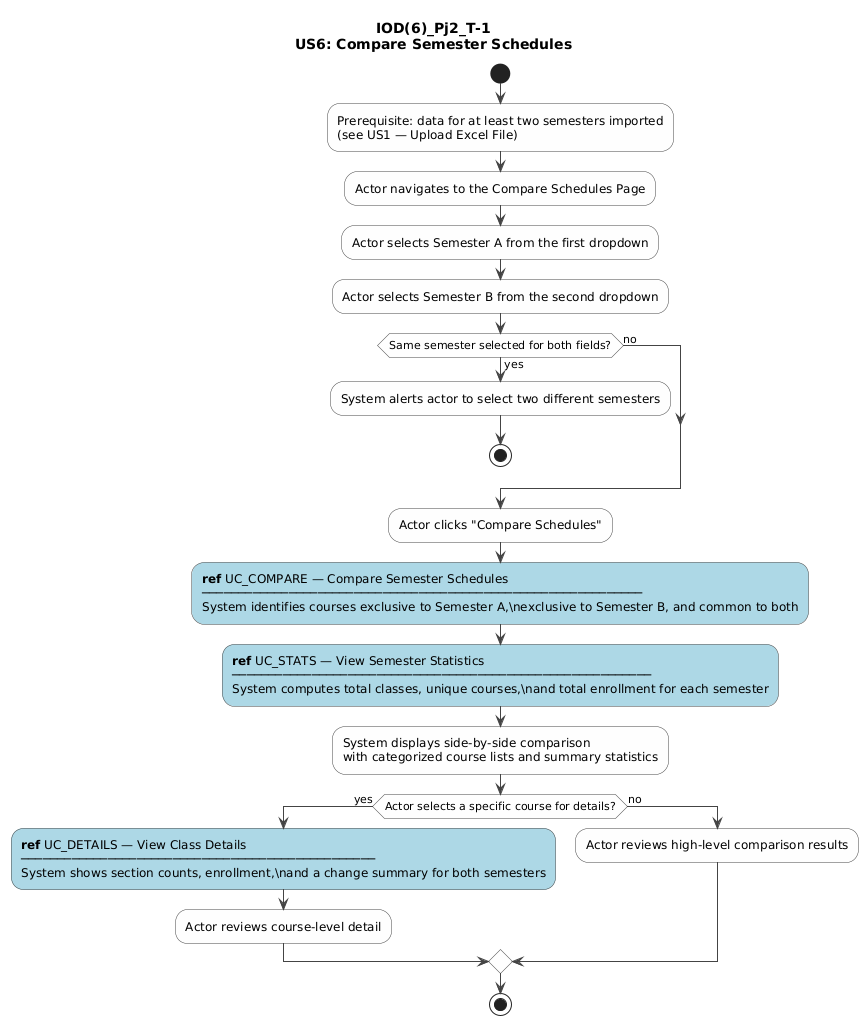 IOD(6)_Pj2_T-1
US6: Compare Semester Schedules
Prerequisite: data for at least two semesters imported
(see US1 — Upload Excel File)
Actor navigates to the Compare Schedules Page
Actor selects Semester A from the first dropdown
Actor selects Semester B from the second dropdown
Same semester selected for both fields?
no
yes
System alerts actor to select two different semesters
Actor clicks "Compare Schedules"
ref UC_COMPARE — Compare Semester Schedules
System identifies courses exclusive to Semester A,\nexclusive to Semester B, and common to both
ref UC_STATS — View Semester Statistics
System computes total classes, unique courses,\nand total enrollment for each semester
System displays side-by-side comparison
with categorized course lists and summary statistics
yes
Actor selects a specific course for details?
no
ref UC_DETAILS — View Class Details
System shows section counts, enrollment,\nand a change summary for both semesters
Actor reviews high-level comparison results
Actor reviews course-level detail